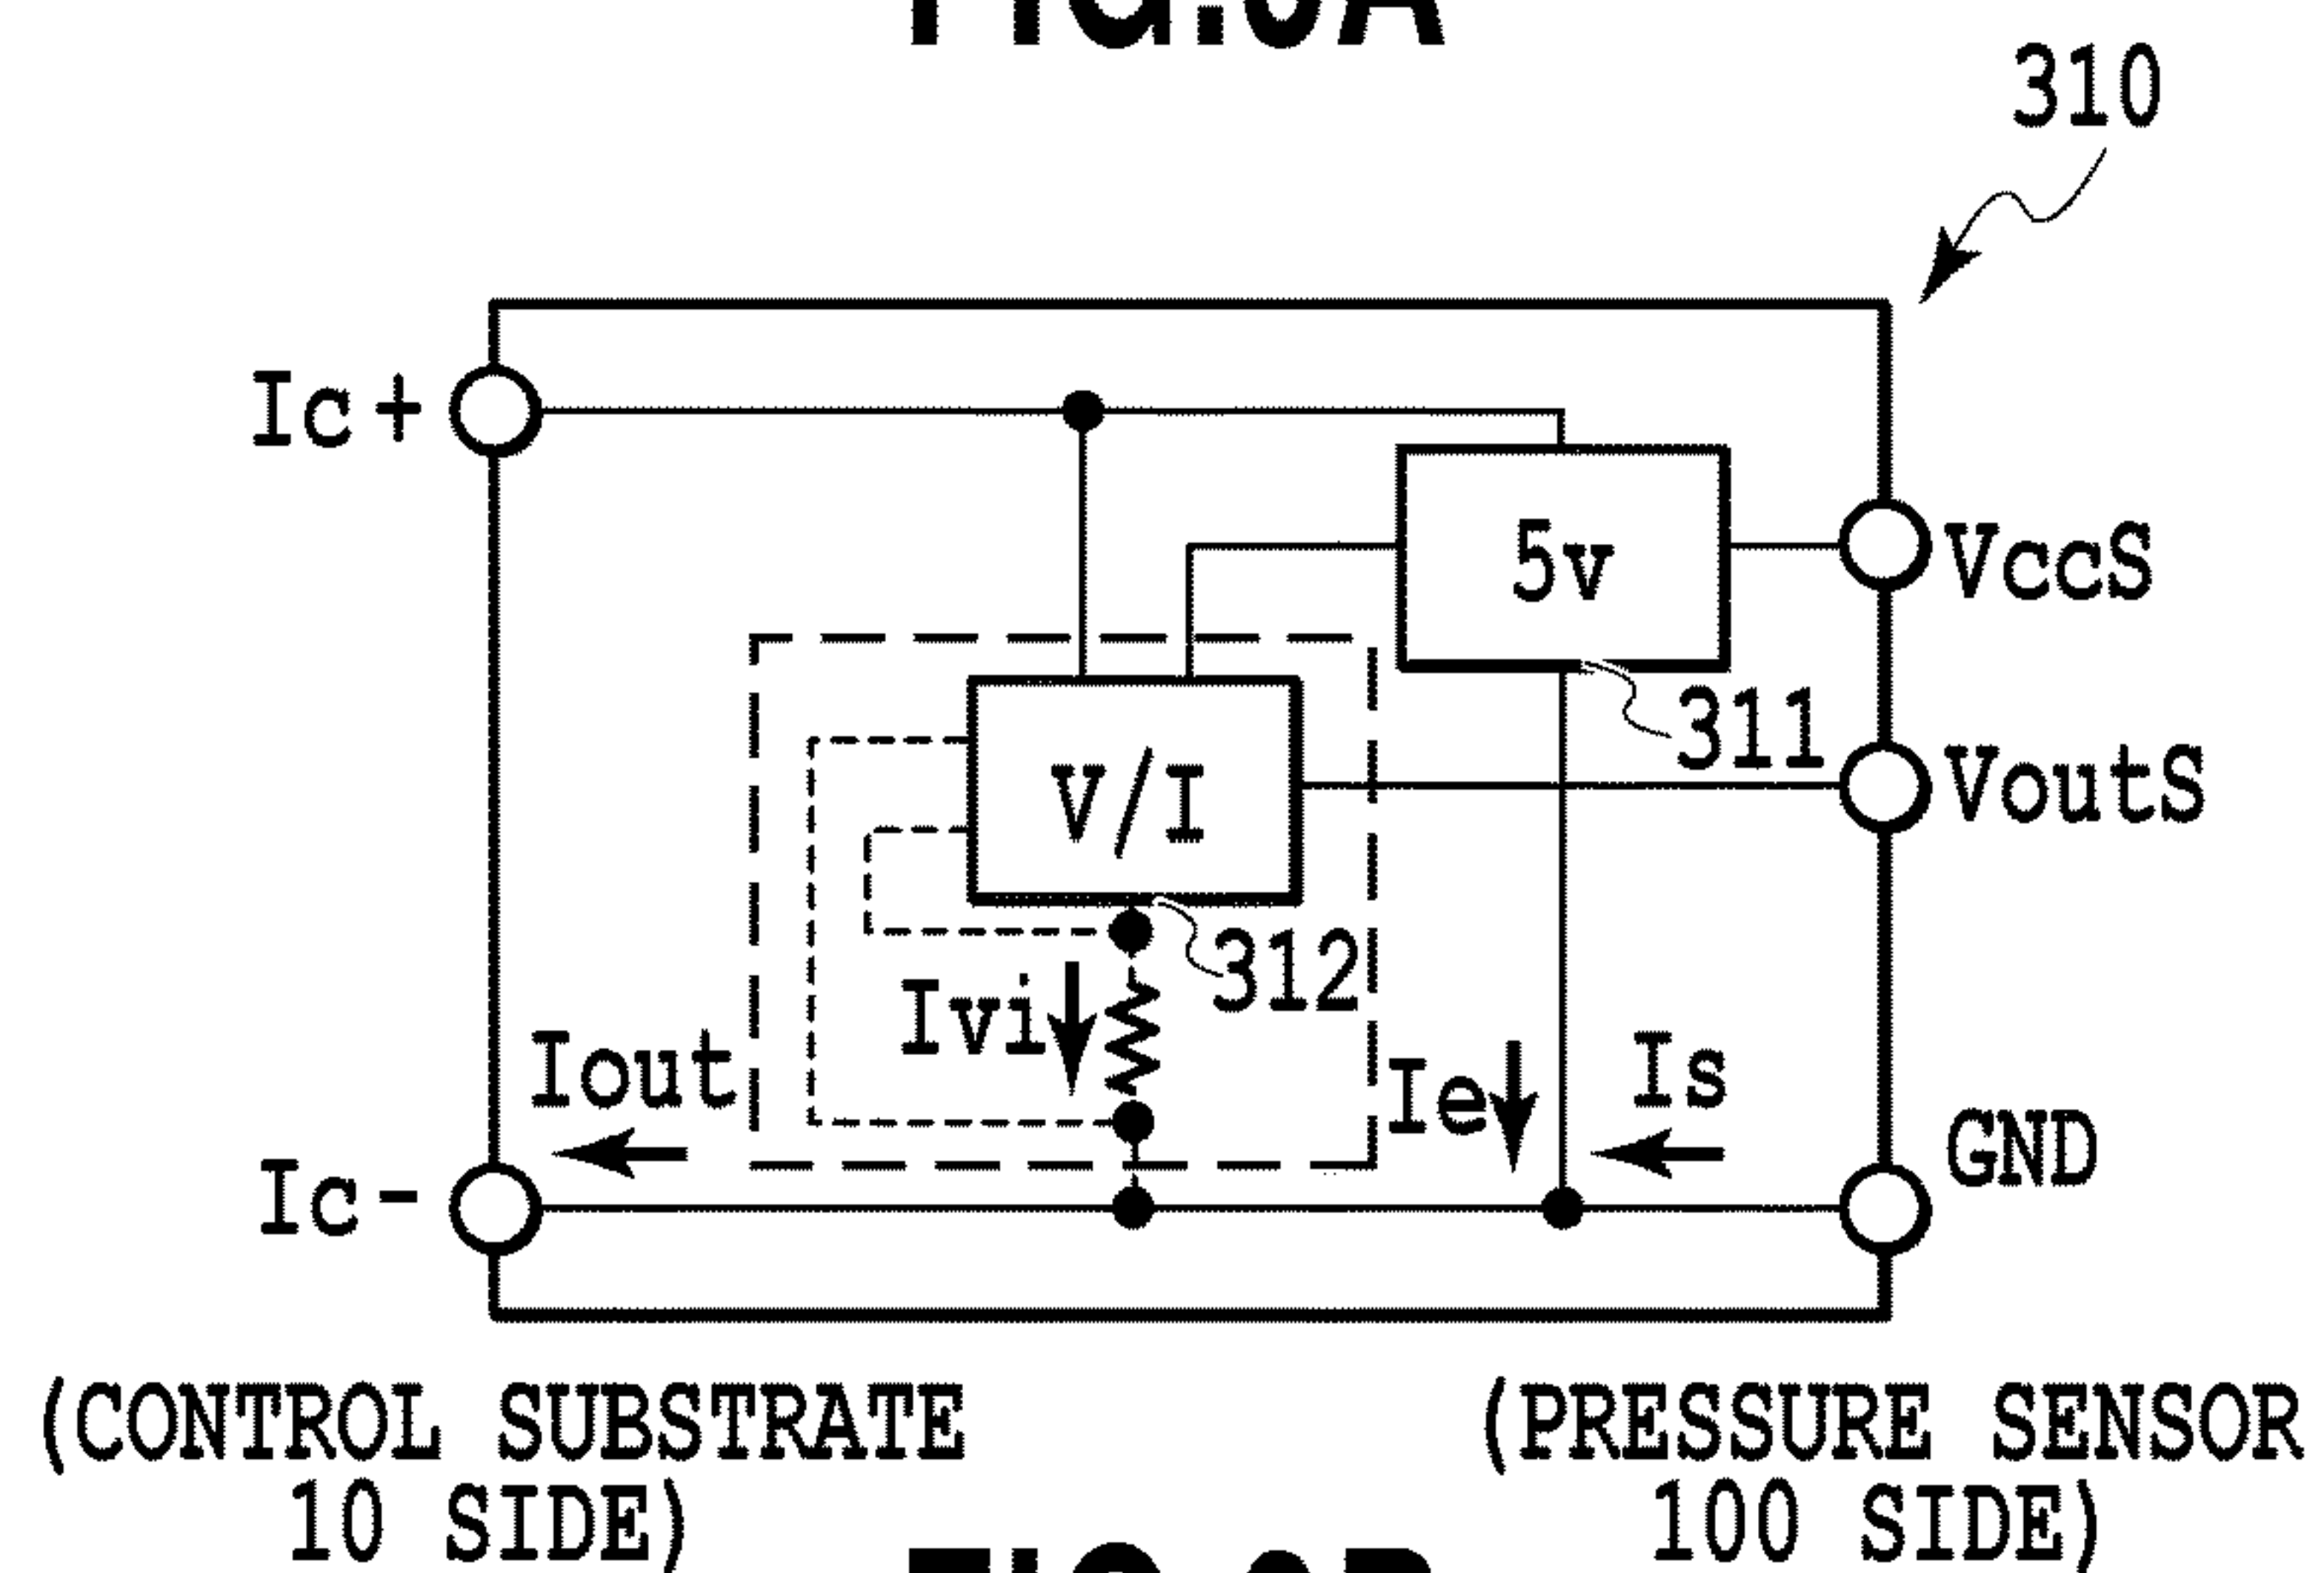 310
Ic+
5v
VccS
311
V/I
VoutS
312
Ivi
Iout
Ie
Is
GND
Ic-
(CONTROL SUBSTRATE
10 SIDE)
(PRESSURE SENSOR
100 SIDE)